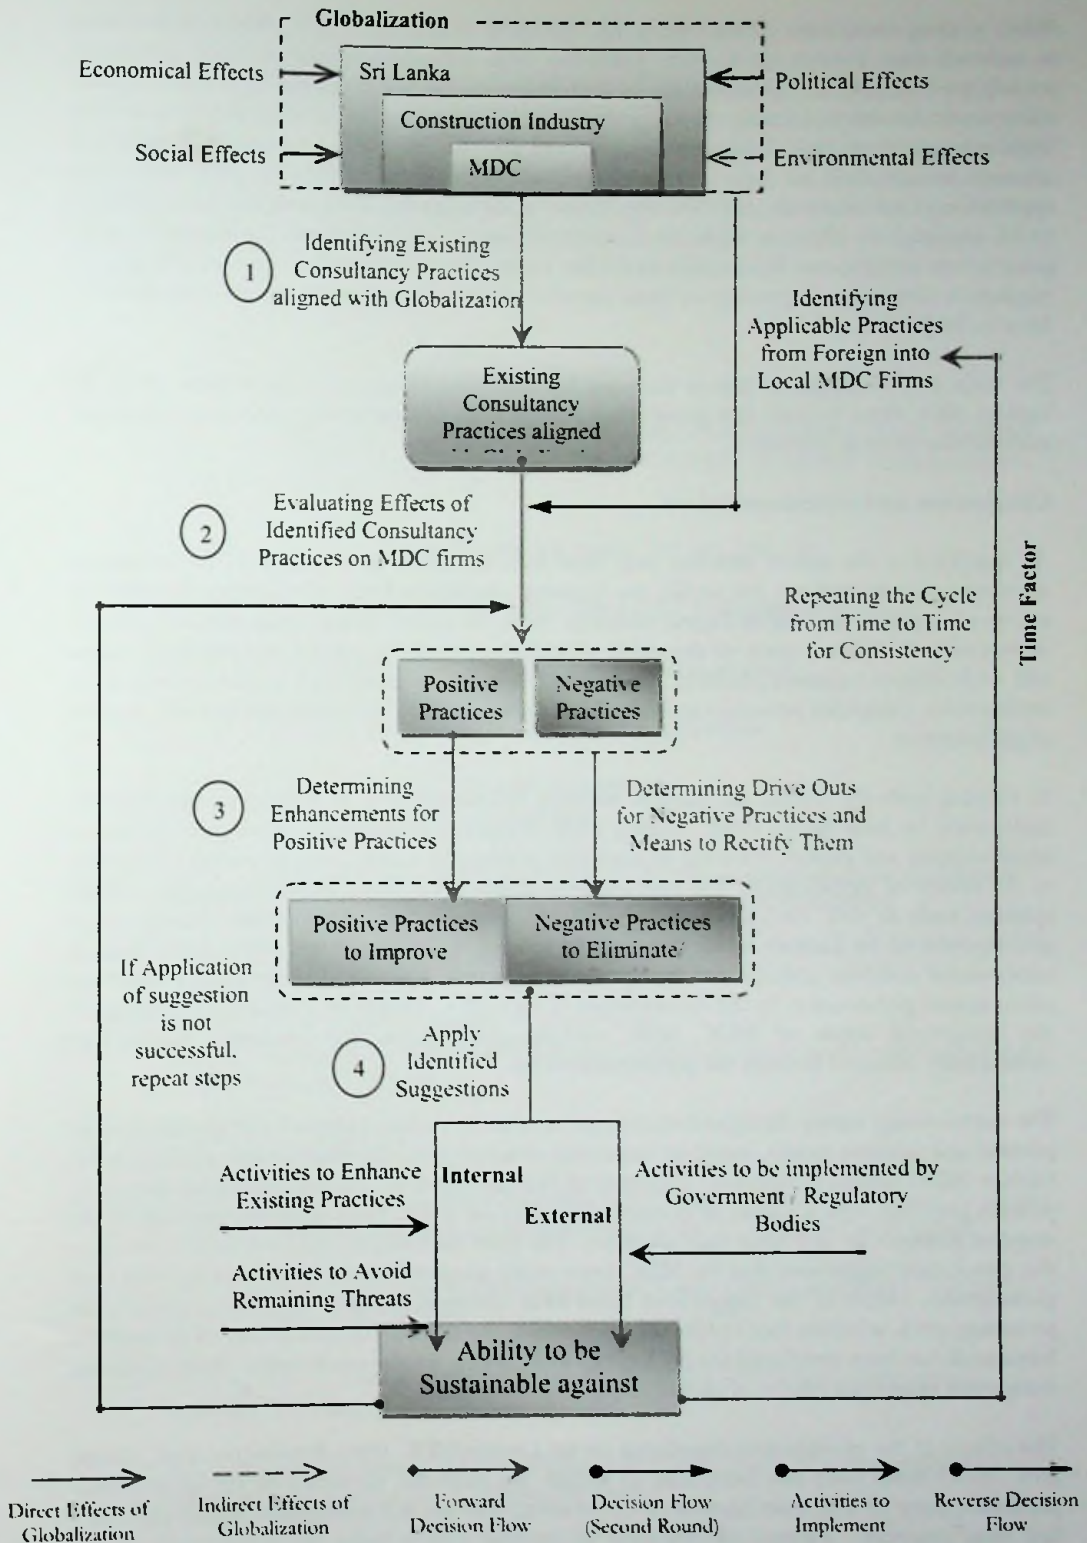 Globalization
Economical Effects
Sri Lanka
Political Effects
Construction Industry
Social Effects
MDC
Environmental Effects
1
Identifying Existing
Consultancy Practices
aligned with Globalization
Identifying
Applicable Practices
from Foreign into
Local MDC Firms
Existing
Consultancy
Practices aligned
2
Evaluating Effects of
Identified Consultancy
Practices on MDC firms
Repeating the Cycle
from Time to Time
for Consistency
Time Factor
Positive
Practices
Negative
Practices
3
Determining
Enhancements for
Positive Practices
Determining Drive Outs
for Negative Practices and
Means to Rectify Them
Positive Practices
to Improve
Negative Practices
to Eliminate/
If Application
of suggestion
is not
successful,
repeat steps
4
Apply
Identified
Suggestions
Activities to Enhance
Existing Practices
Internal
External
Activities to be implemented by
Government / Regulatory
Bodies
Activities to Avoid
Remaining Threats
Ability to be
Sustainable against
Direct Effects of
Globalization
Indirect Effects of
Globalization
Forward
Decision Flow
Decision Flow
(Second Round)
Activities to
Implement
Reverse Decision
Flow